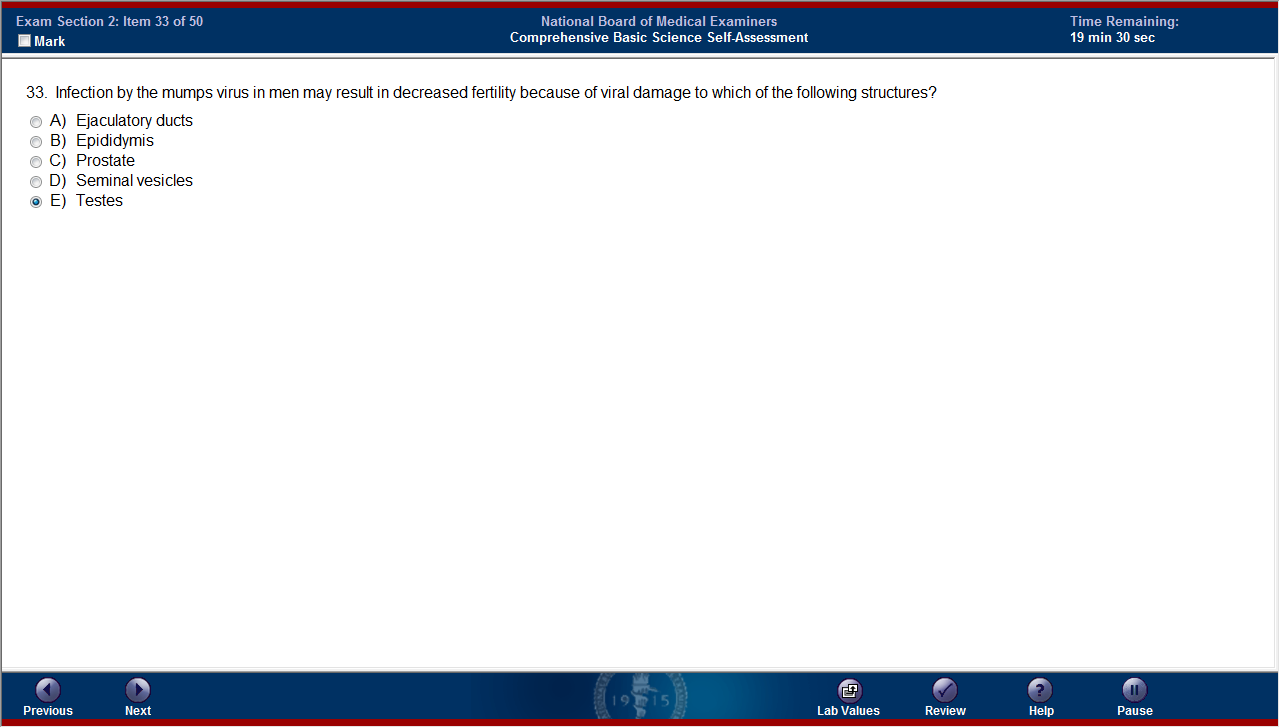 Exam Section 2: Item 33 of 50
National Board of Medical Examiners
Time Remaining:
Mark
Comprehensive Basic Science Self-Assessment
19 min 30 sec
33. Infection by the mumps virus in men may result in decreased fertility because of viral damage to which of the following structures?
A) Ejaculatory ducts
B) Epididymis
C) Prostate
D) Seminal vesicles
E) Testes
1915
Previous
Next
Lab Values
Review
Help
Pause